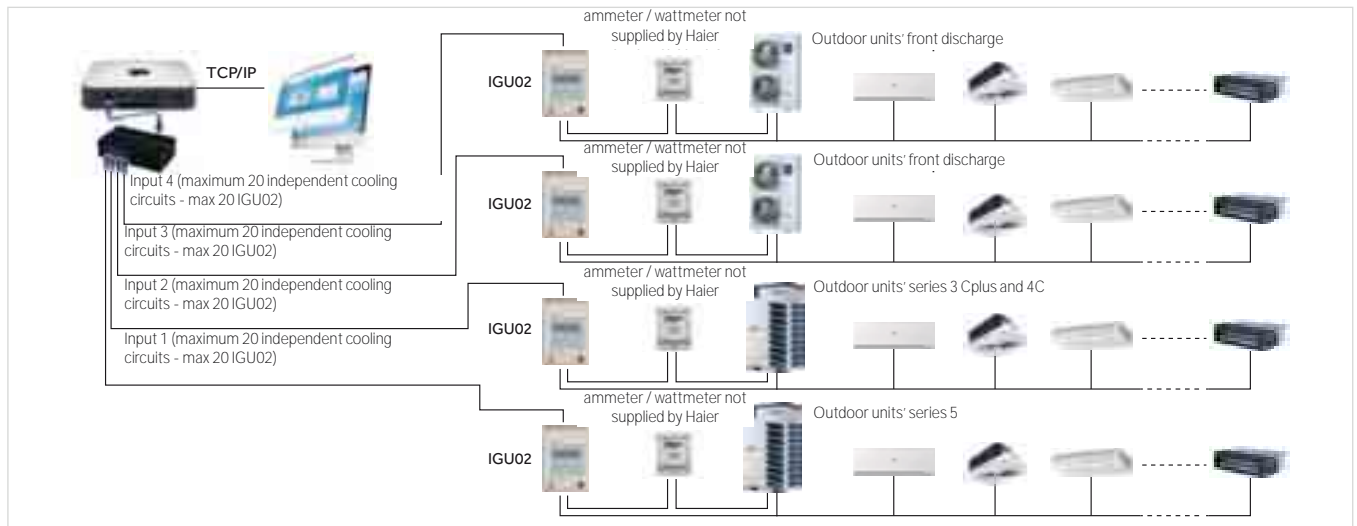 ammeter / wattmeter not
supplied by Haier
Outdoor units' front discharge
TCP/IP
IGU02
ammeter / wattmeter not
supplied by Haier
Outdoor units' front discharge
Input 4 (maximum 20 independent cooling
circuits - max 20 IGU02)
IGU02
Input 3 (maximum 20 independent cooling
circuits - max 20 IGU02)
ammeter / wattmeter not
supplied by Haier
Outdoor units' series 3 Cplus and 4C
Input 2 (maximum 20 independent cooling
circuits - max 20 IGU02)
IGU02
Input 1 (maximum 20 independent cooling
circuits - max 20 IGU02)
ammeter / wattmeter not
supplied by Haier
Outdoor units' series 5
IGU02